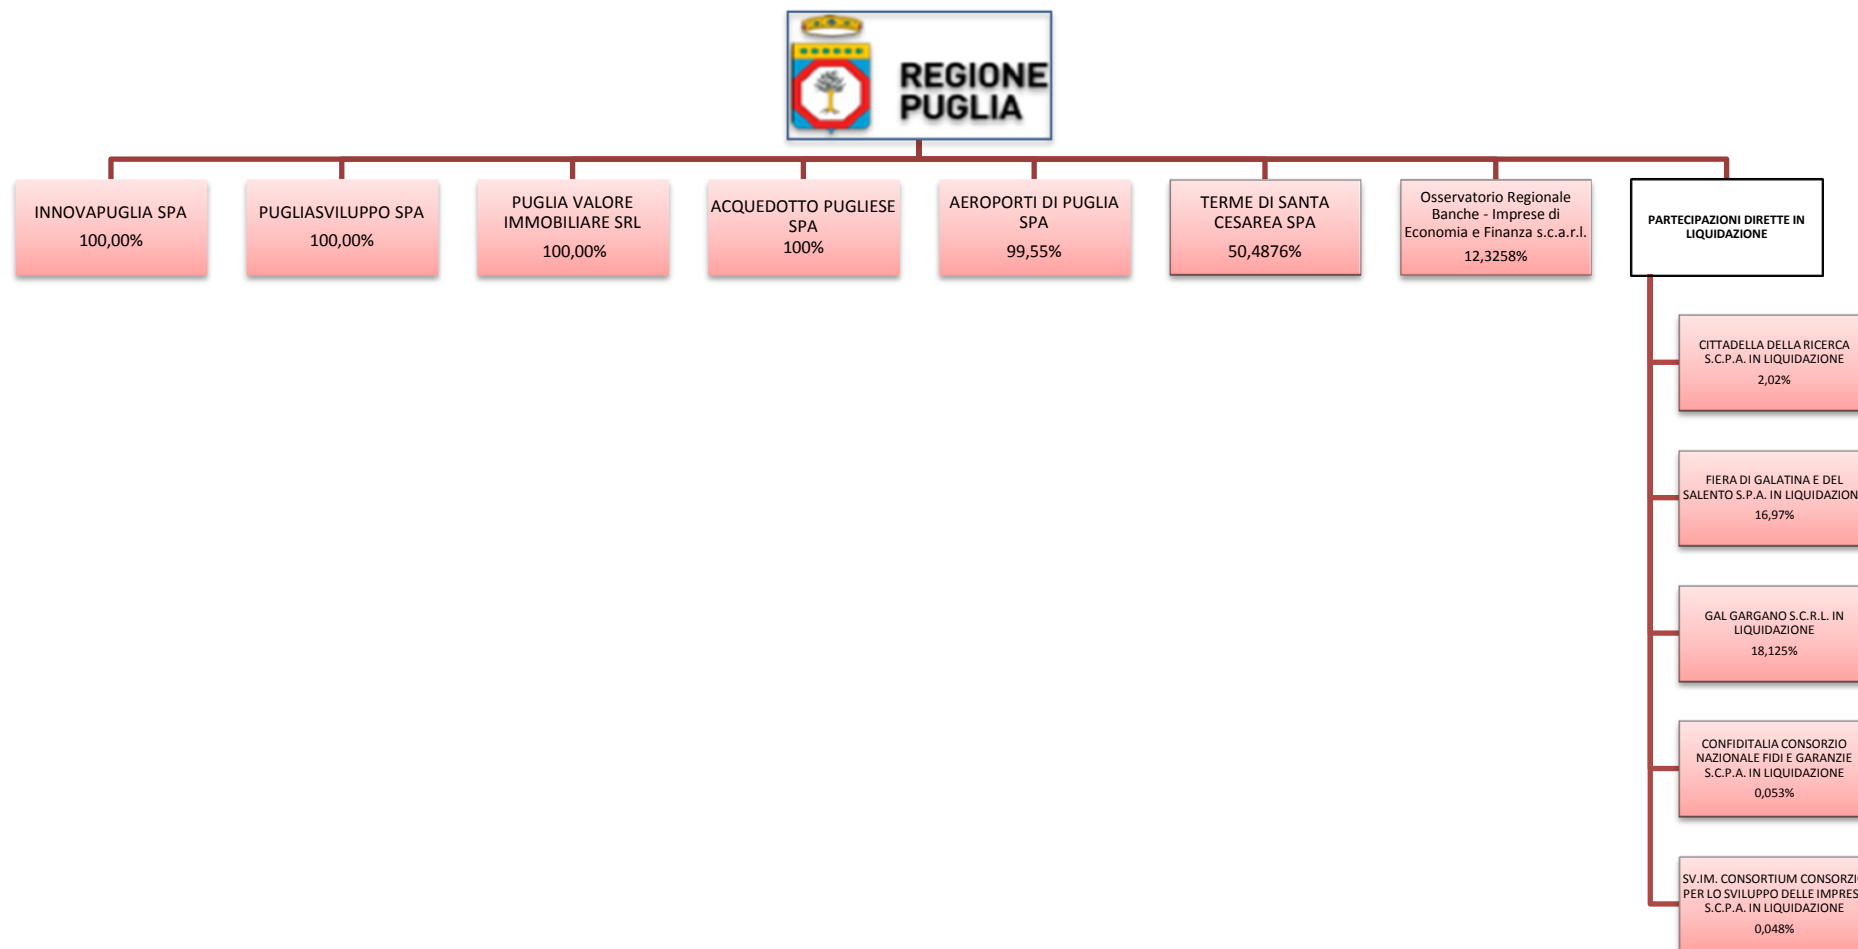 REGIONE
PUGLIA
INNOVAPUGLIA SPA
100,00%
PUGLIASVILUPPO SPA
100,00%
PUGLIA VALORE
IMMOBILIARE SRL
100,00%
ACQUEDOTTO PUGLIESE
SPA
100%
AEROPORTI DI PUGLIA
SPA
99,55%
TERME DI SANTA
CESAREA SPA
50,4876%
Osservatorio Regionale
Banche - Imprese di
Economia e Finanza s.c.a.r.l.
12,3258%
PARTECIPAZIONI DIRETTE IN
LIQUIDAZIONE
CITTADELLA DELLA RICERCA
S.C.P.A. IN LIQUIDAZIONE
2,02%
FIERA DI GALATINA E DEL
SALENTO S.P.A. IN LIQUIDAZION
16,97%
GAL GARGANO S.C.R.L. IN
LIQUIDAZIONE
18,125%
CONFIDITALIA CONSORZIO
NAZIONALE FIDI E GARANZIE
S.C.P.A. IN LIQUIDAZIONE
0,053%
SV.IM. CONSORTIUM CONSORZI
PER LO SVILUPPO DELLE IMPRES
S.C.P.A. IN LIQUIDAZIONE
0,048%